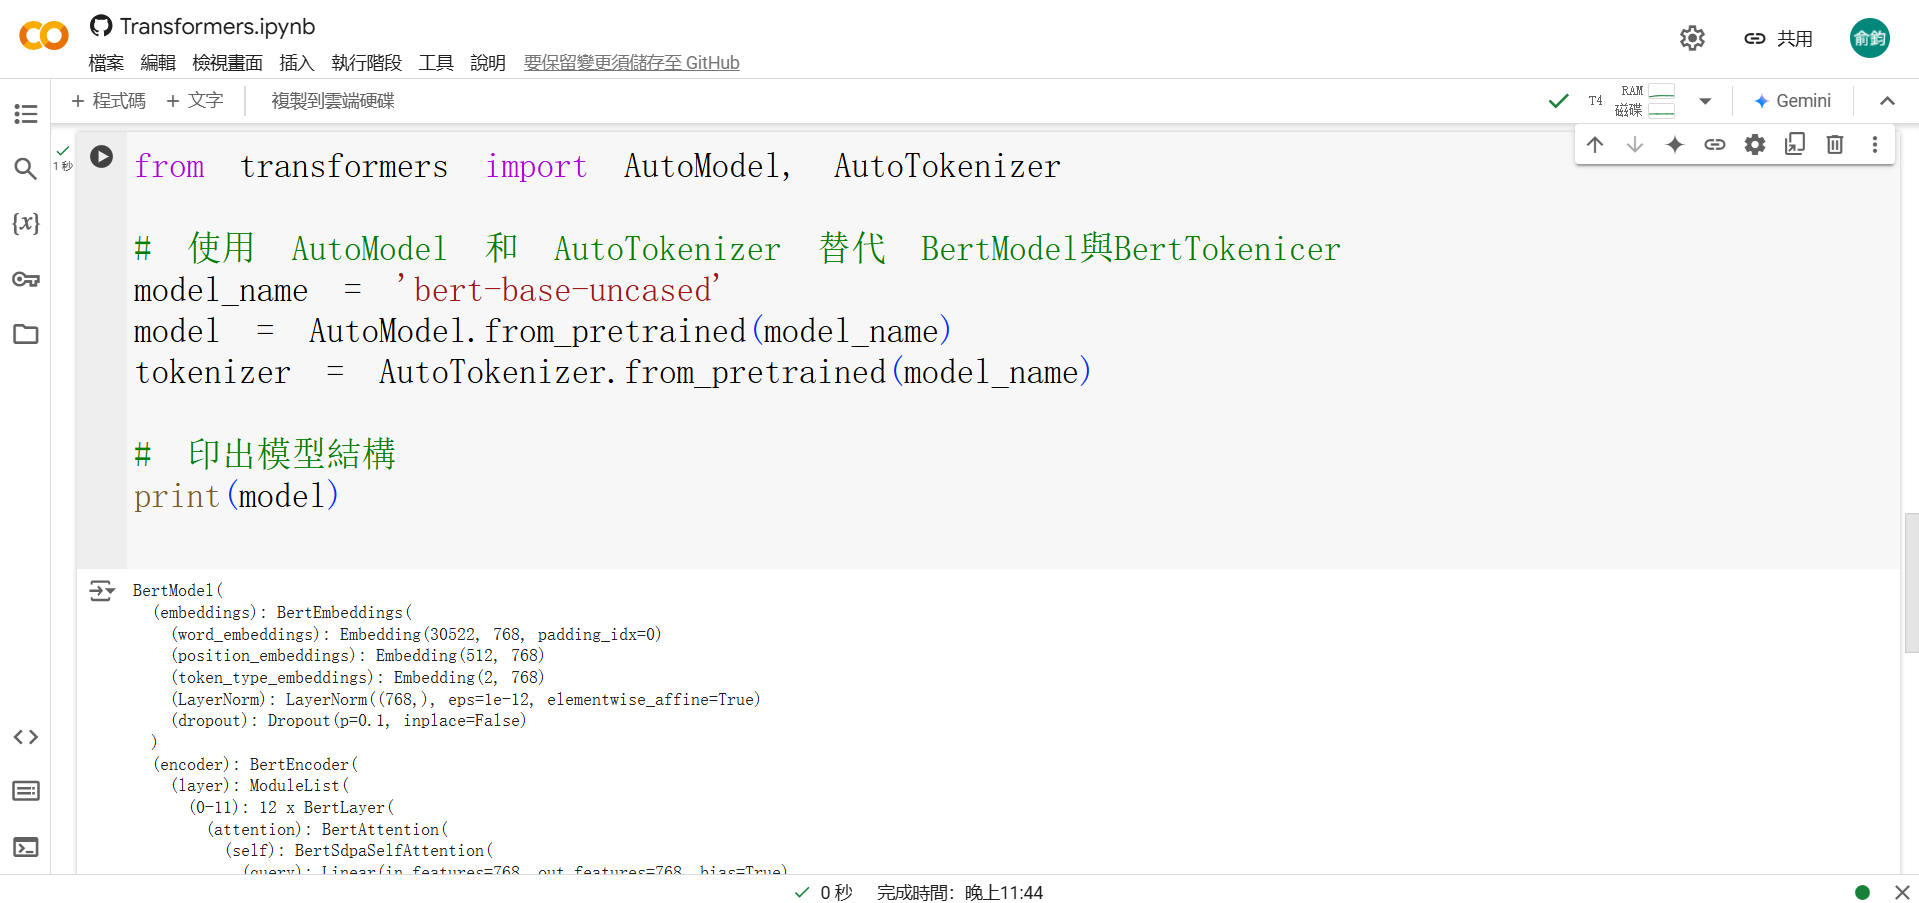 Transformers.ipynb
檔案 編輯 檢視畫面 插入 執行階段 工具 說明 要保留變更須儲存至 GitHub
共用
俞鈞
+ 程式碼 + 文字 複製到雲端硬碟
T4 RAM
磁碟
Gemini
1 秒
from transformers import AutoModel, AutoTokenizer
# 使用 AutoModel 和 AutoTokenizer 替代 BertModel與BertTokenicer
model_name = 'bert-base-uncased'
model = AutoModel.from_pretrained(model_name)
tokenizer = AutoTokenizer.from_pretrained(model_name)
# 印出模型結構
print(model)
BertModel(
(embeddings): BertEmbeddings(
(word_embeddings): Embedding(30522, 768, padding_idx=0)
(position_embeddings): Embedding(512, 768)
(token_type_embeddings): Embedding(2, 768)
(LayerNorm): LayerNorm((768,), eps=1e-12, elementwise_affine=True)
(dropout): Dropout(p=0.1, inplace=False)
)
(encoder): BertEncoder(
(layer): ModuleList(
(0-11): 12 x BertLayer(
(attention): BertAttention(
(self): BertSdpaSelfAttention(
(query): Linear(in_features=768, out_features=768, bias=True)
0 秒 完成時間: 晚上11:44